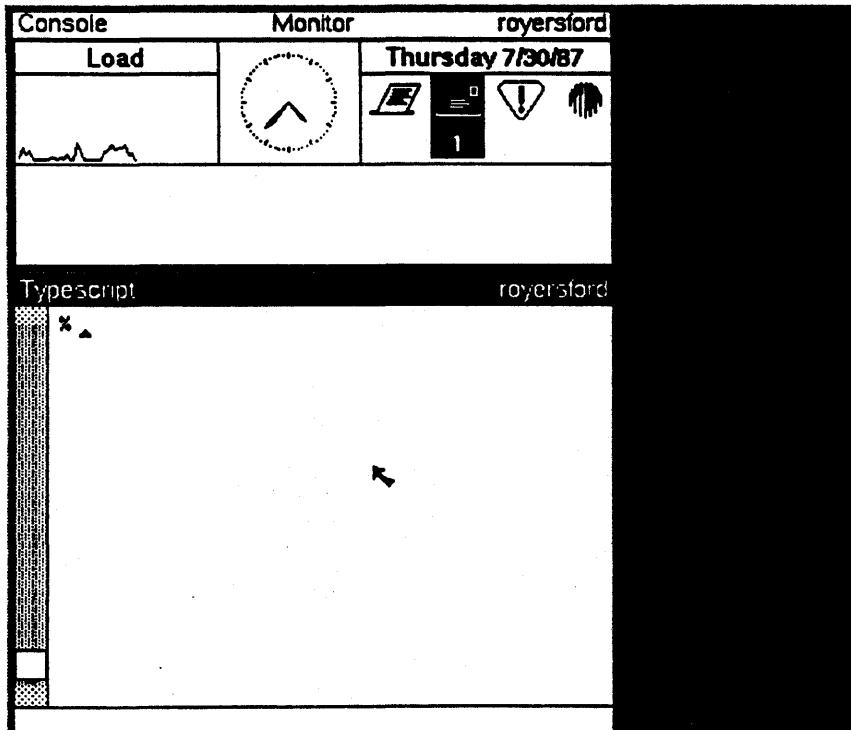 Console Monitor royersford
Load Thursday 7/30/87
1
Typescript royersford
%